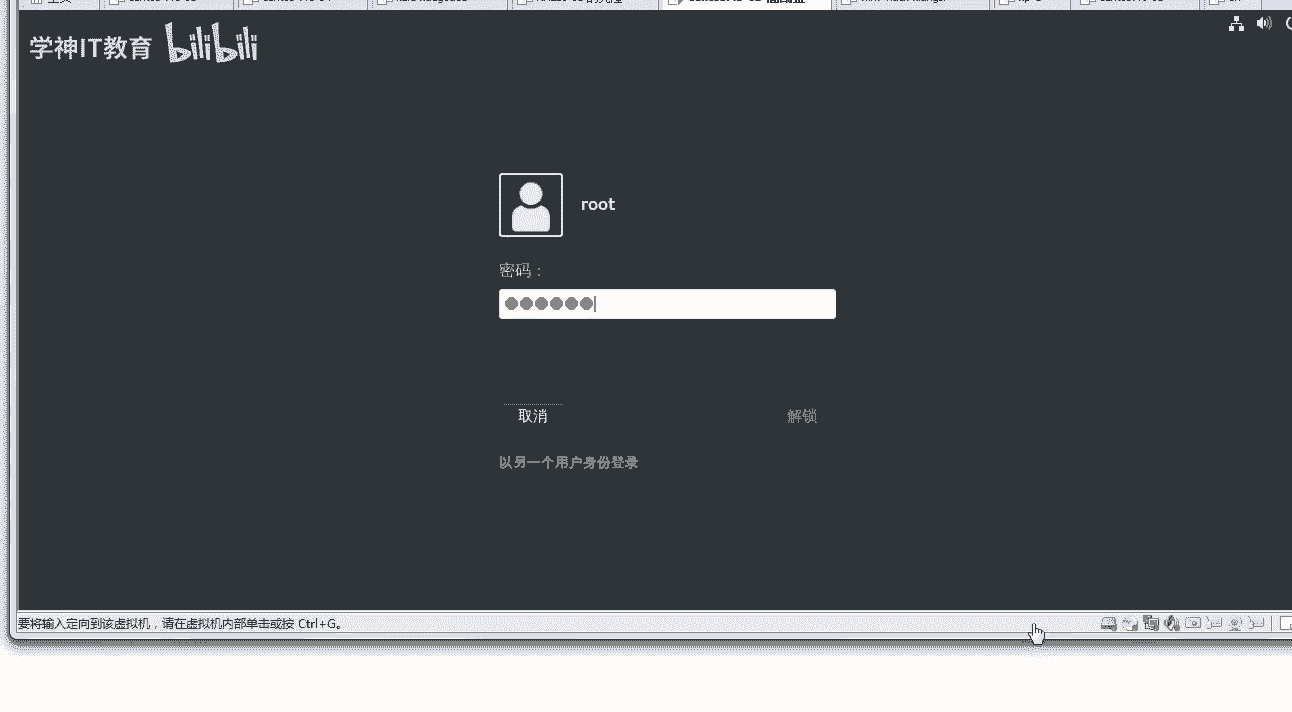 主页
学神IT教育 bilibili
root
密码：
取消
解锁
以另一个用户身份登录
要将输入定向到该虚拟机，请在虚拟机内部单击或按 Ctrl+G。